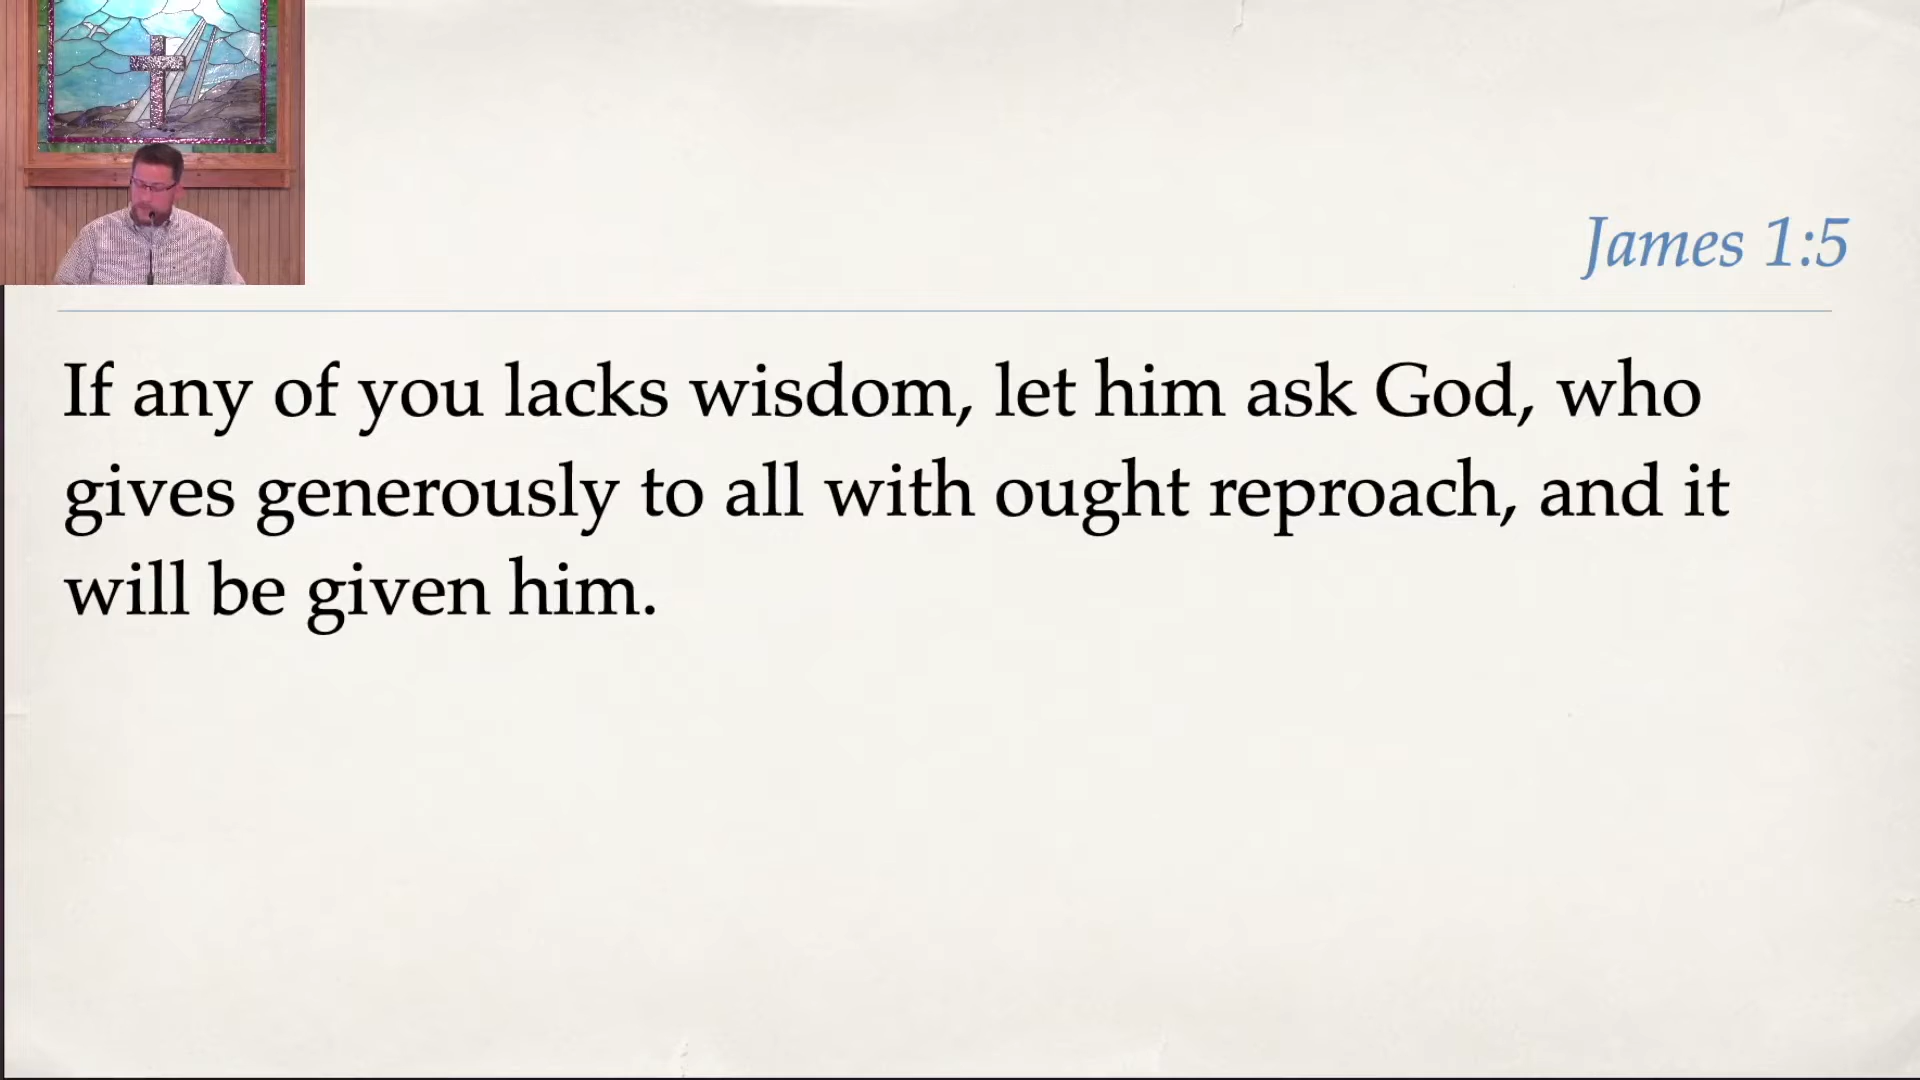 James 1:5
If any of you lacks wisdom, let him ask God, who
gives generously to all with ought reproach, and it
will be given him.